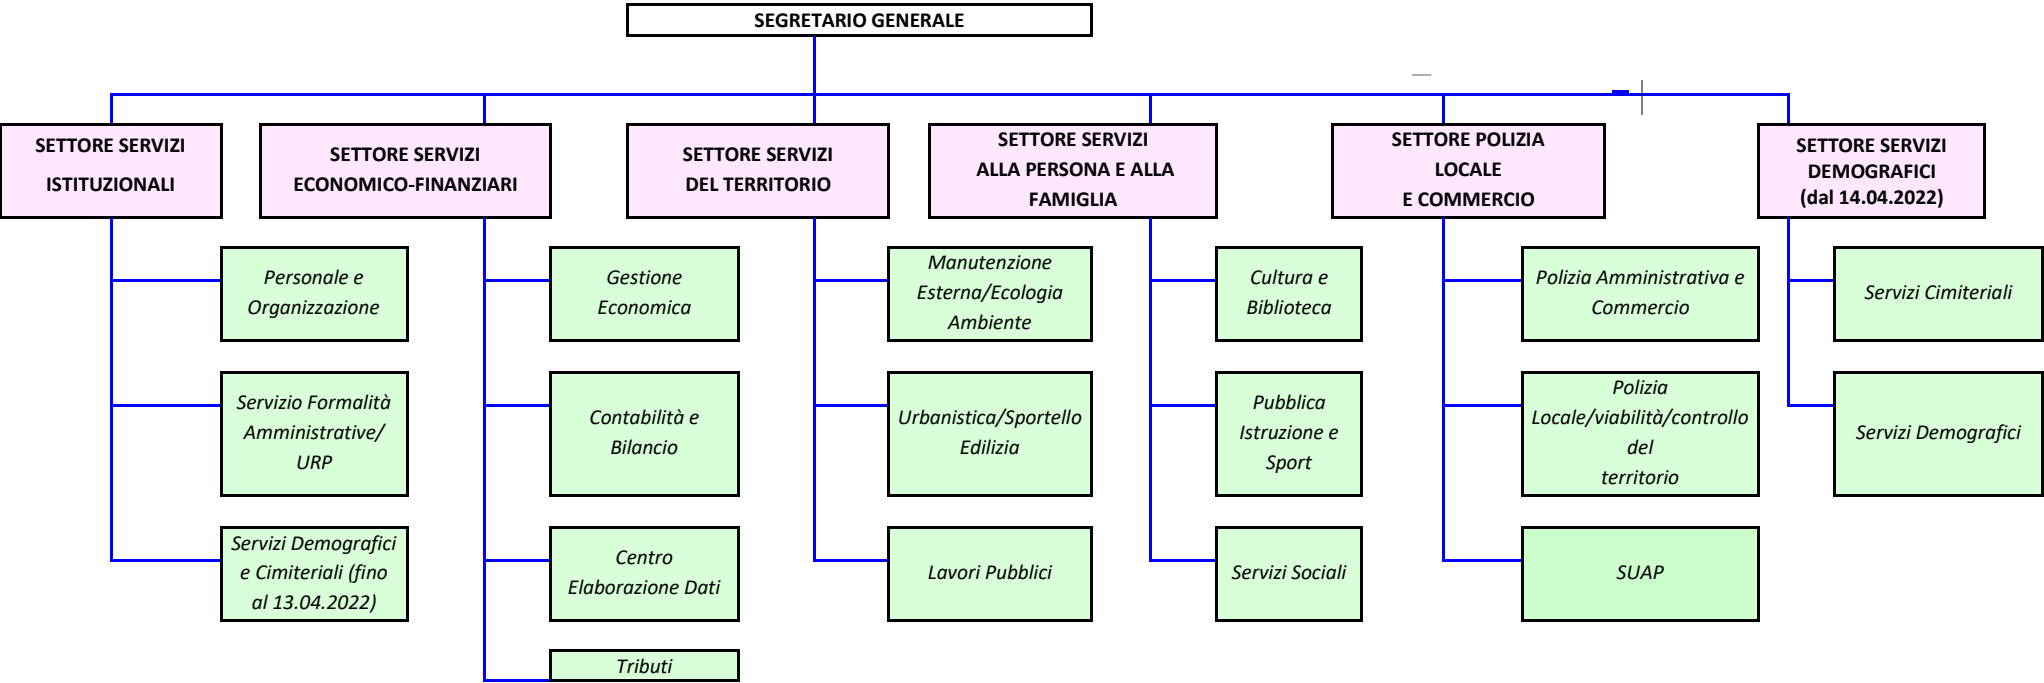 SEGRETARIO GENERALE
SETTORE SERVIZI
ISTITUZIONALI
SETTORE SERVIZI
ECONOMICO-FINANZIARI
SETTORE SERVIZI
DEL TERRITORIO
SETTORE SERVIZI
ALLA PERSONA E ALLA
FAMIGLIA
SETTORE POLIZIA
LOCALE
E COMMERCIO
SETTORE SERVIZI
DEMOGRAFICI
(dal 14.04.2022)
Personale e
Organizzazione
Gestione
Economica
Manutenzione
Esterna/Ecologia
Ambiente
Cultura e
Biblioteca
Polizia Amministrativa e
Commercio
Servizi Cimiteriali
Servizio Formalità
Amministrative/
URP
Contabilità e
Bilancio
Urbanistica/Sportello
Edilizia
Pubblica
Istruzione e
Sport
Polizia
Locale/viabilità/controllo
del
territorio
Servizi Demografici
Servizi Demografici
e Cimiteriali (fino
al 13.04.2022)
Centro
Elaborazione Dati
Lavori Pubblici
Servizi Sociali
SUAP
Tributi